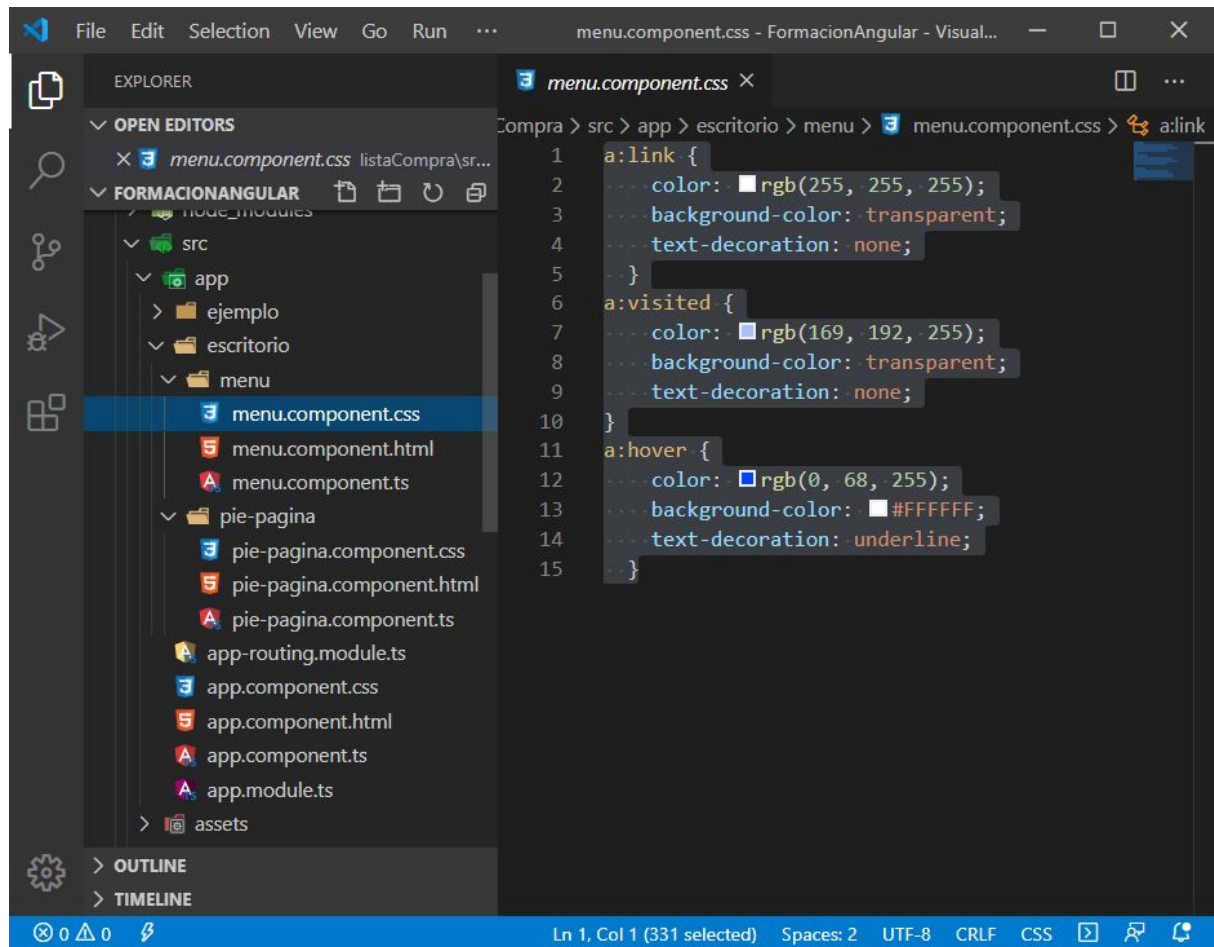 File Edit Selection View Go Run ··· menu.component.css - FormacionAngular - Visual...
EXPLORER
OPEN EDITORS
menu.component.css listaCompra\sr...
FORMACIONANGULAR
node_modules
src
app
ejemplo
escritorio
menu
menu.component.css
menu.component.html
menu.component.ts
pie-pagina
pie-pagina.component.css
pie-pagina.component.html
pie-pagina.component.ts
app-routing.module.ts
app.component.css
app.component.html
app.component.ts
app.module.ts
assets
OUTLINE
TIMELINE
menu.component.css
Compra > src > app > escritorio > menu > menu.component.css > a:link
1 a:link {
2 color: rgb(255, 255, 255);
3 background-color: transparent;
4 text-decoration: none;
5 }
6 a:visited {
7 color: rgb(169, 192, 255);
8 background-color: transparent;
9 text-decoration: none;
10 }
11 a:hover {
12 color: rgb(0, 68, 255);
13 background-color: #FFFFFF;
14 text-decoration: underline;
15 }
0 0 Ln 1, Col 1 (331 selected) Spaces: 2 UTF-8 CRLF CSS